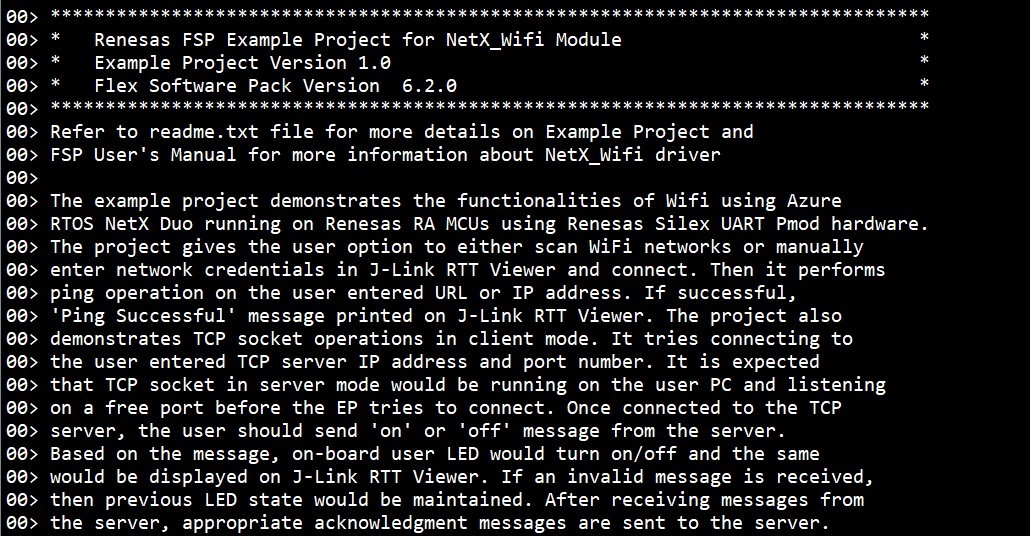 00> ********************************************************************************
00> *   Renesas FSP Example Project for NetX_Wifi Module                           *
00> *   Example Project Version 1.0                                                *
00> *   Flex Software Pack Version  6.2.0                                          *
00> ********************************************************************************
00> Refer to readme.txt file for more details on Example Project and
00> FSP User's Manual for more information about NetX_Wifi driver
00>
00> The example project demonstrates the functionalities of Wifi using Azure
00> RTOS NetX Duo running on Renesas RA MCUs using Renesas Silex UART Pmod hardware.
00> The project gives the user option to either scan WiFi networks or manually
00> enter network credentials in J-Link RTT Viewer and connect. Then it performs
00> ping operation on the user entered URL or IP address. If successful,
00> 'Ping Successful' message printed on J-Link RTT Viewer. The project also
00> demonstrates TCP socket operations in client mode. It tries connecting to
00> the user entered TCP server IP address and port number. It is expected
00> that TCP socket in server mode would be running on the user PC and listening
00> on a free port before the EP tries to connect. Once connected to the TCP
00> server, the user should send 'on' or 'off' message from the server.
00> Based on the message, on-board user LED would turn on/off and the same
00> would be displayed on J-Link RTT Viewer. If an invalid message is received,
00> then previous LED state would be maintained. After receiving messages from
00> the server, appropriate acknowledgment messages are sent to the server.